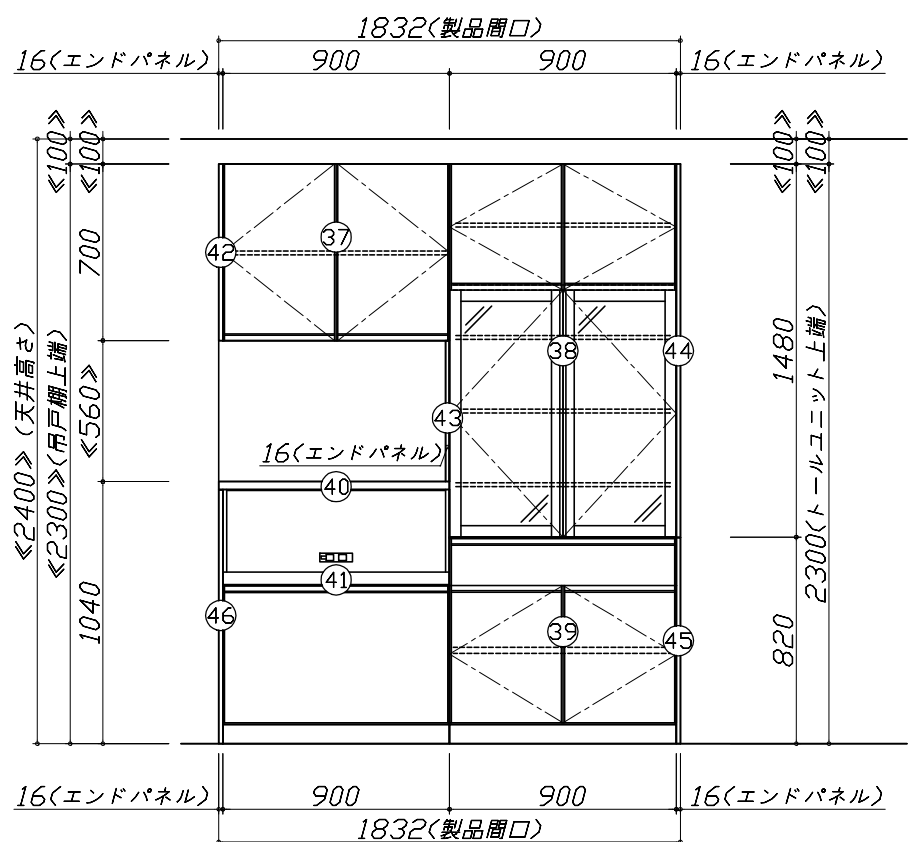 1832(製品間口)
16(エンドパネル)
900
900
16(エンドパネル)
≪100≫
≪100≫
≪100≫
≪100≫
700
≪560≫
1040
≪2400≫(天井高さ)
≪2300≫(吊戸棚上端)
1480
820
2300(トールユニット上端)
42
37
38
44
43
16(エンドパネル)
40
41
46
39
45
16(エンドパネル)
900
900
16(エンドパネル)
1832(製品間口)